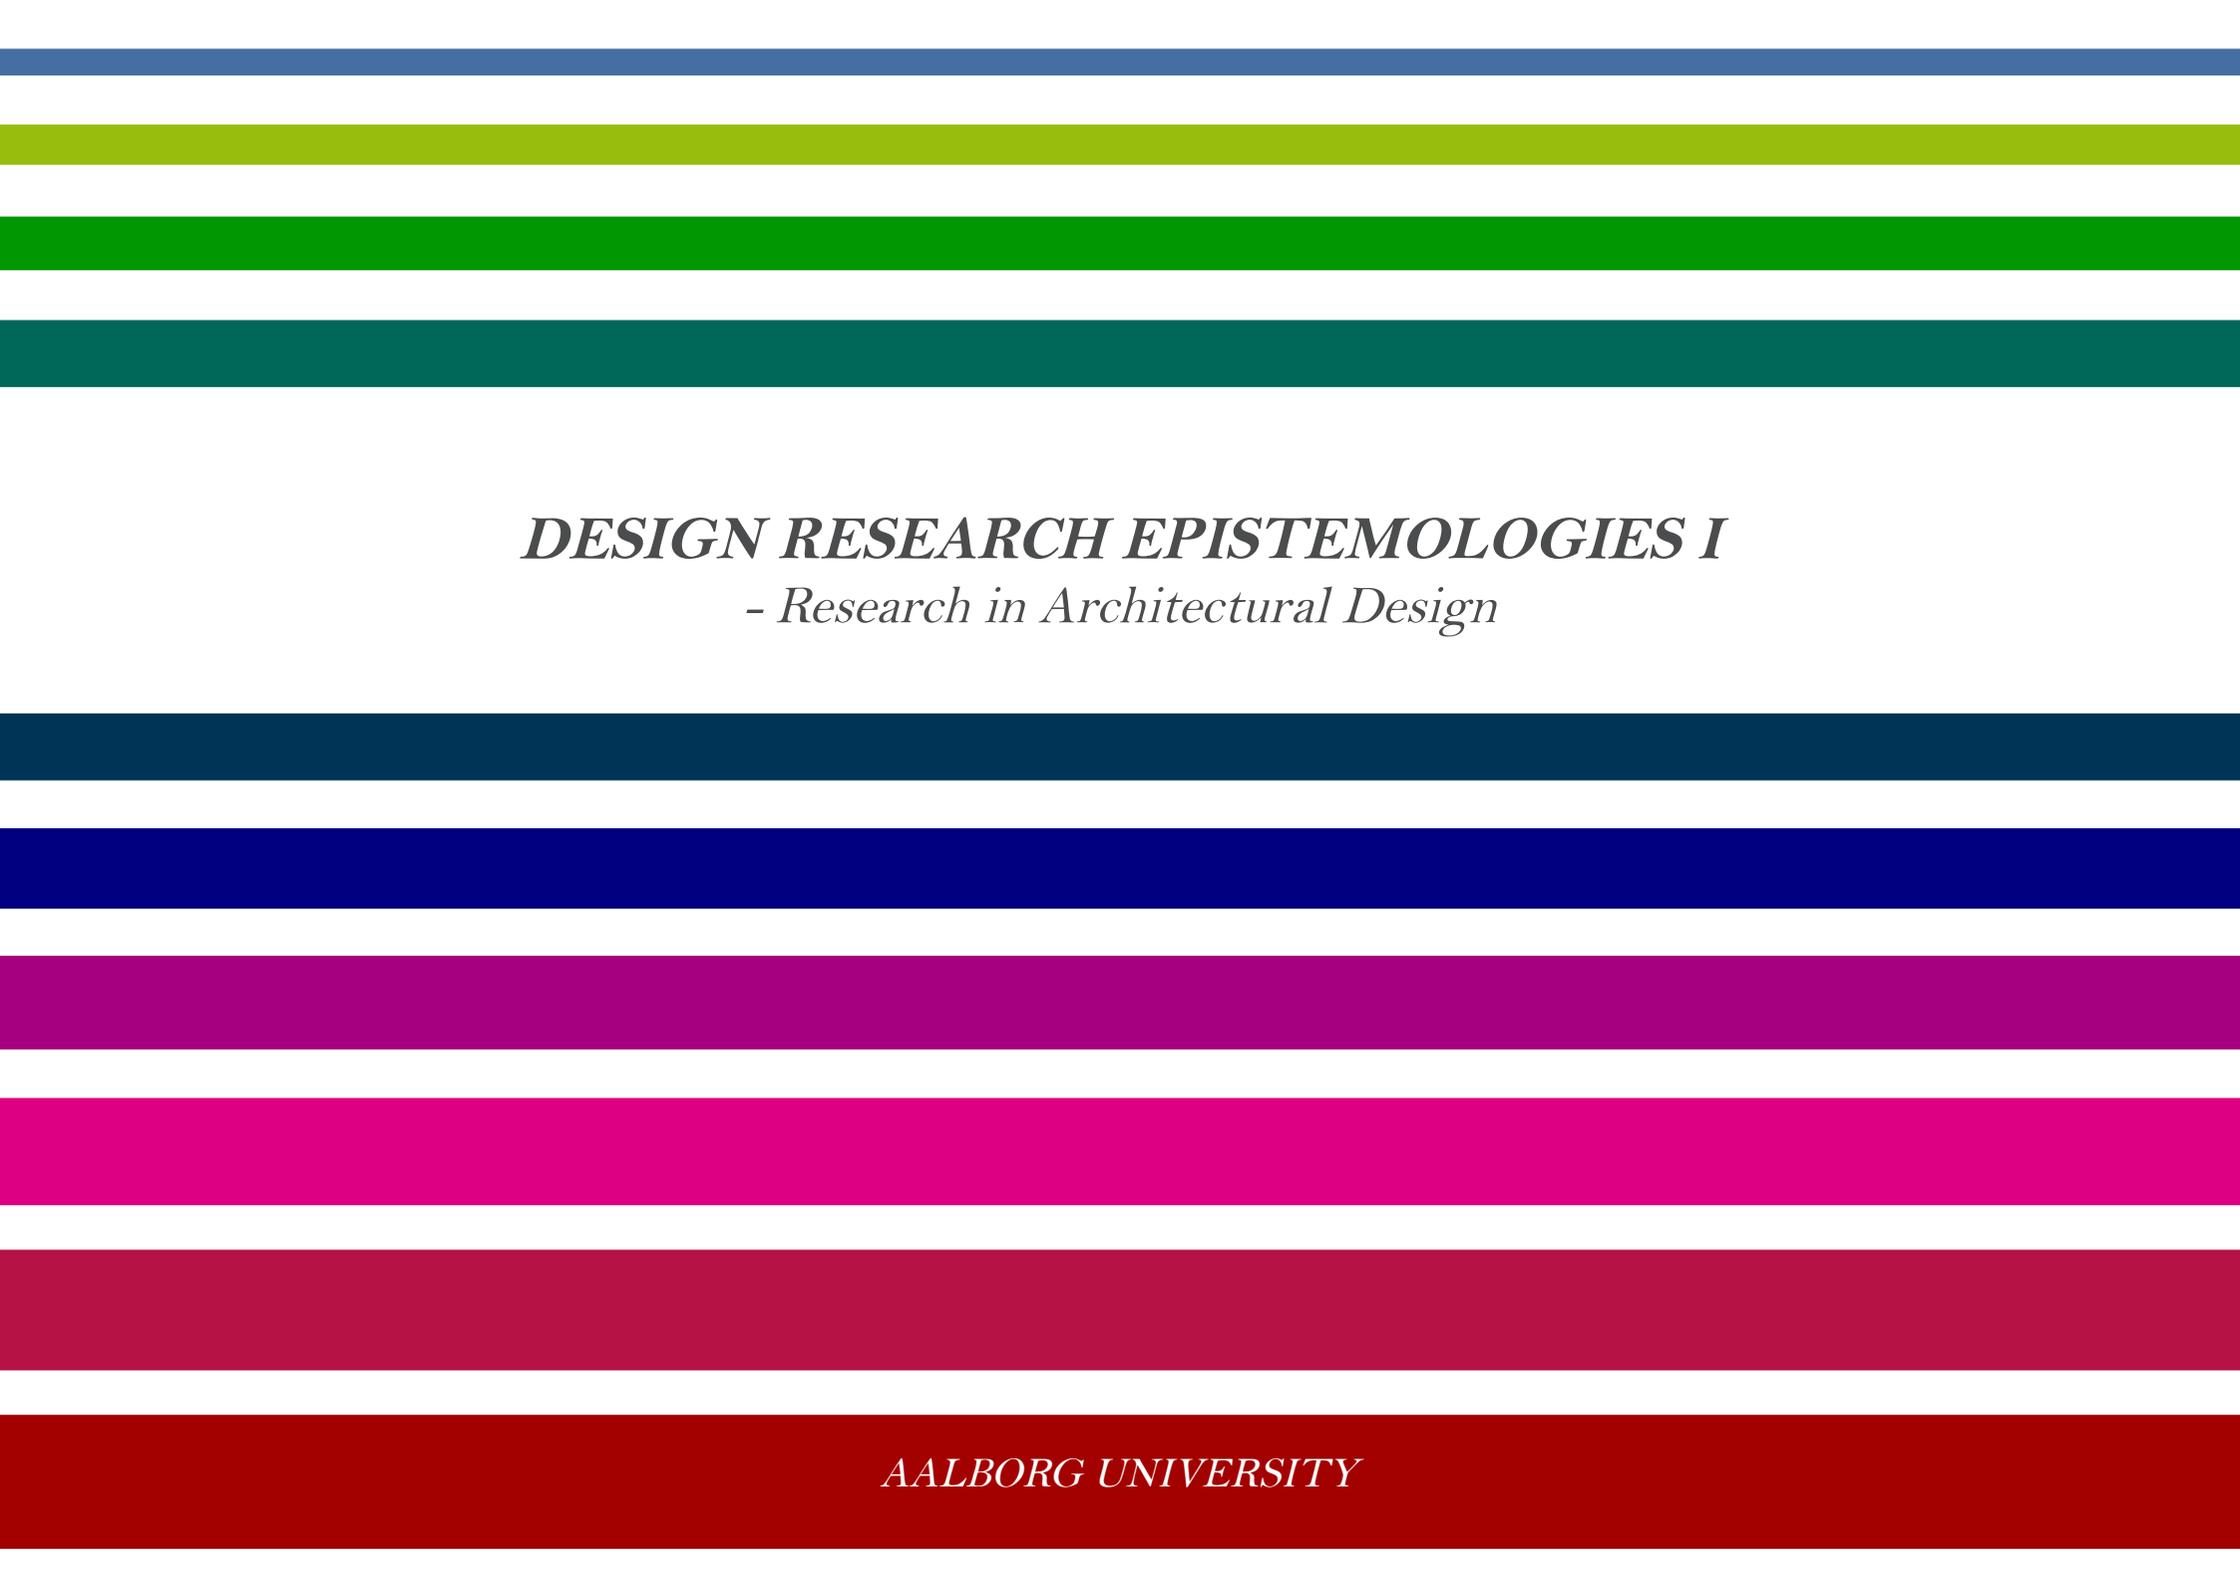 DESIGN RESEARCH EPISTEMOLOGIES I
– Research in Architectural Design
AALBORG UNIVERSITY